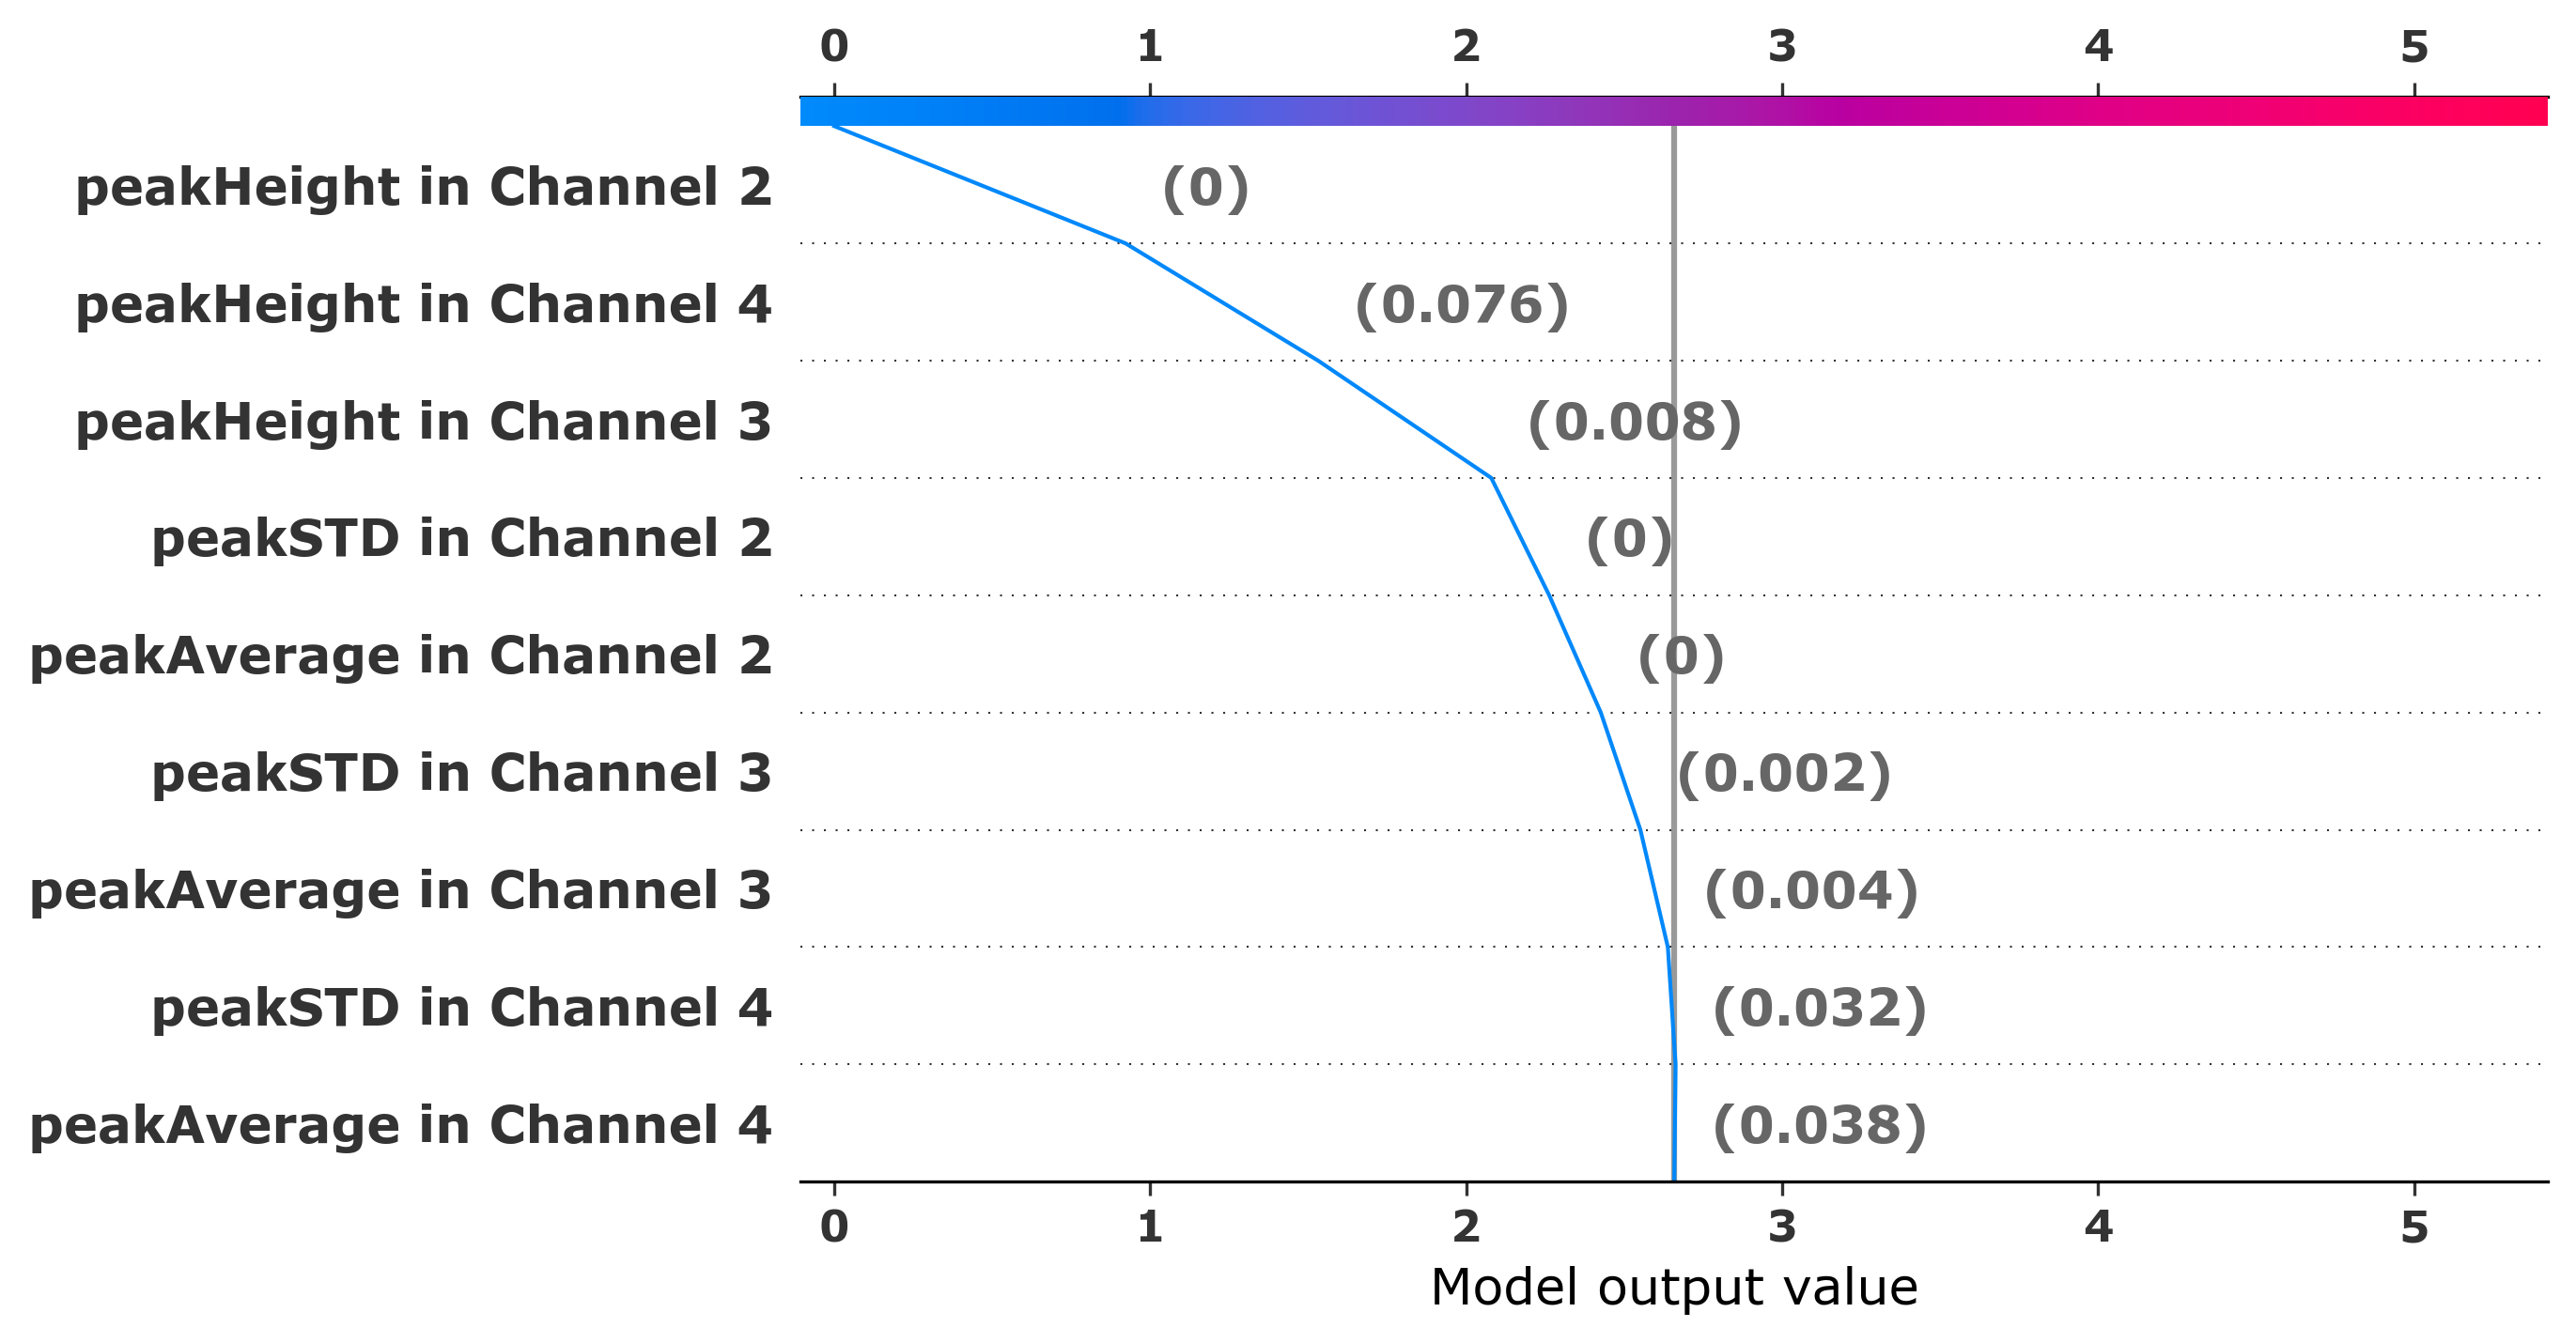 0 1 2 3 4 5
peakHeight in Channel 2 (0)
peakHeight in Channel 4 (0.076)
peakHeight in Channel 3 (0.008)
peakSTD in Channel 2 (0)
peakAverage in Channel 2 (0)
peakSTD in Channel 3 (0.002)
peakAverage in Channel 3 (0.004)
peakSTD in Channel 4 (0.032)
peakAverage in Channel 4 (0.038)
0 1 2 3 4 5
Model output value